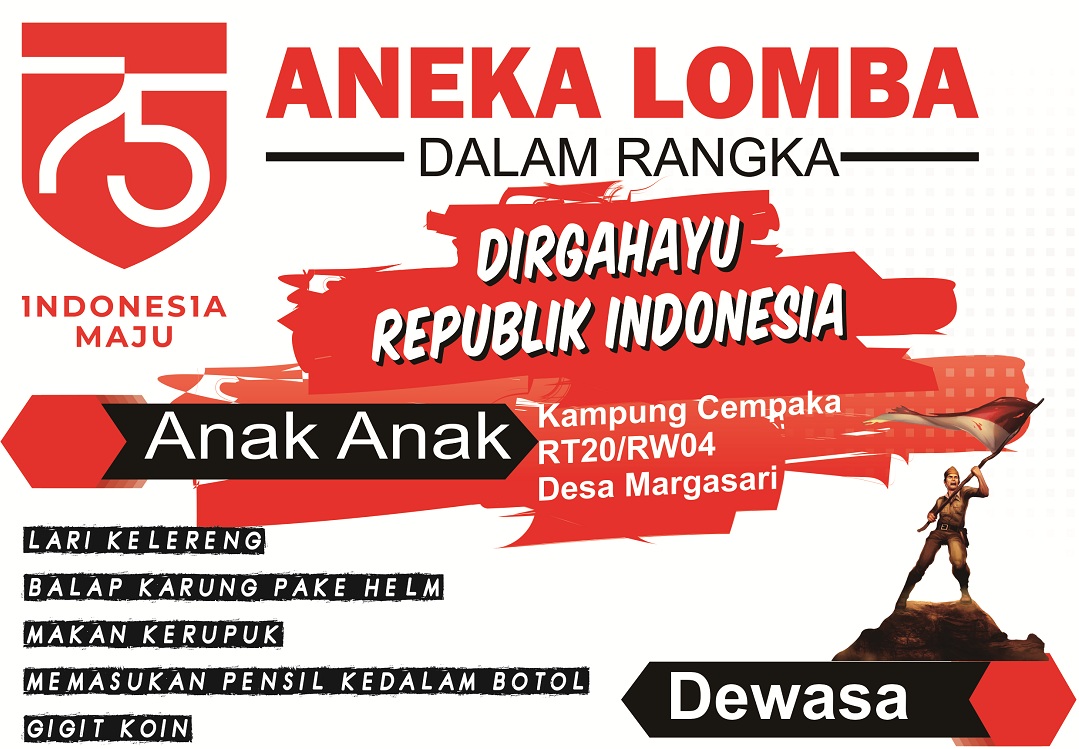 75
1NDONES1A
MAJU
ANEKA LOMBA
DALAM RANGKA
DIRGAHAYU
REPUBLIK INDONESIA
Anak Anak
Kampung Cempaka
RT20/RW04
Desa Margasari
LARI KELERENG
BALAP KARUNG PAKE HELM
MAKAN KERUPUK
MEMASUKAN PENSIL KEDALAM BOTOL
GIGIT KOIN
Dewasa